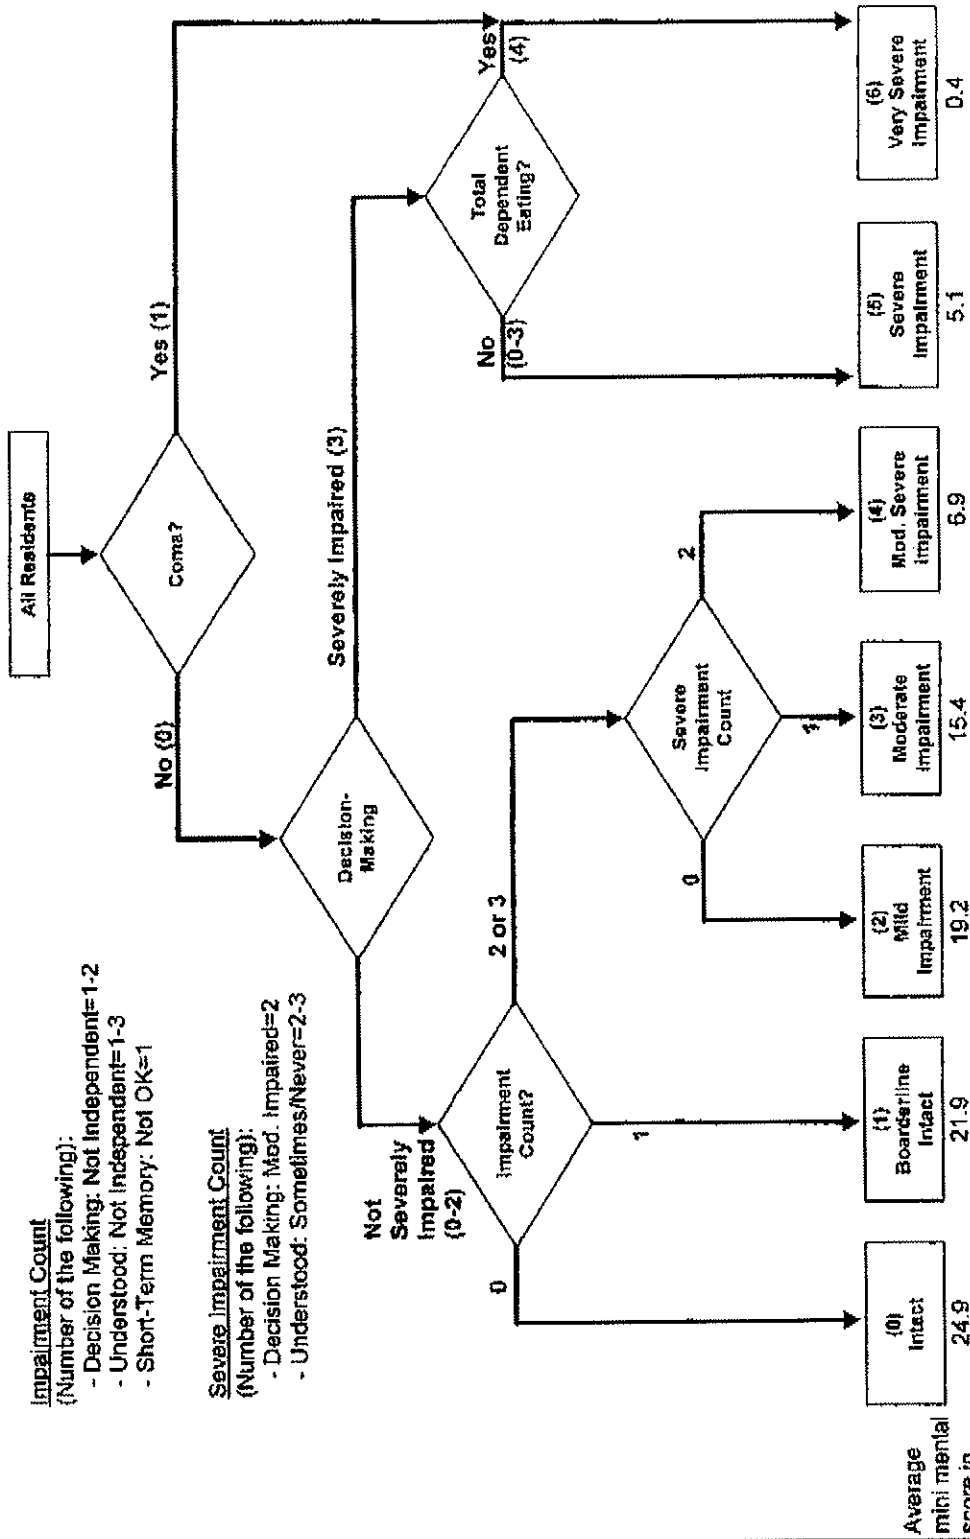 Impairment Count
(Number of the following):
- Decision Making: Not Independent=1-2
- Understood: Not Independent=1-3
- Short-Term Memory: Not OK=1
Severe Impairment Count
(Number of the following):
- Decision Making: Mod. Impaired=2
- Understood: Sometimes/Never=2-3
All Residents
Coma?
No (0)
Yes (1)
Decision-
Making
Severely Impaired (3)
Not
Severely
Impaired
(0-2)
Total
Dependent
Eating?
No
(0-3)
Yes
(4)
Impairment
Count?
0
1
2 or 3
Severe
Impairment
Count
0
1
2
(0)
Intact
(1)
Boarderline
Intact
(2)
Mild
Impairment
(3)
Moderate
Impairment
(4)
Mod. Severe
Impairment
(5)
Severe
Impairment
(6)
Very Severe
Impairment
Average
mini mental
score in
24.9
21.9
19.2
15.4
6.9
5.1
0.4